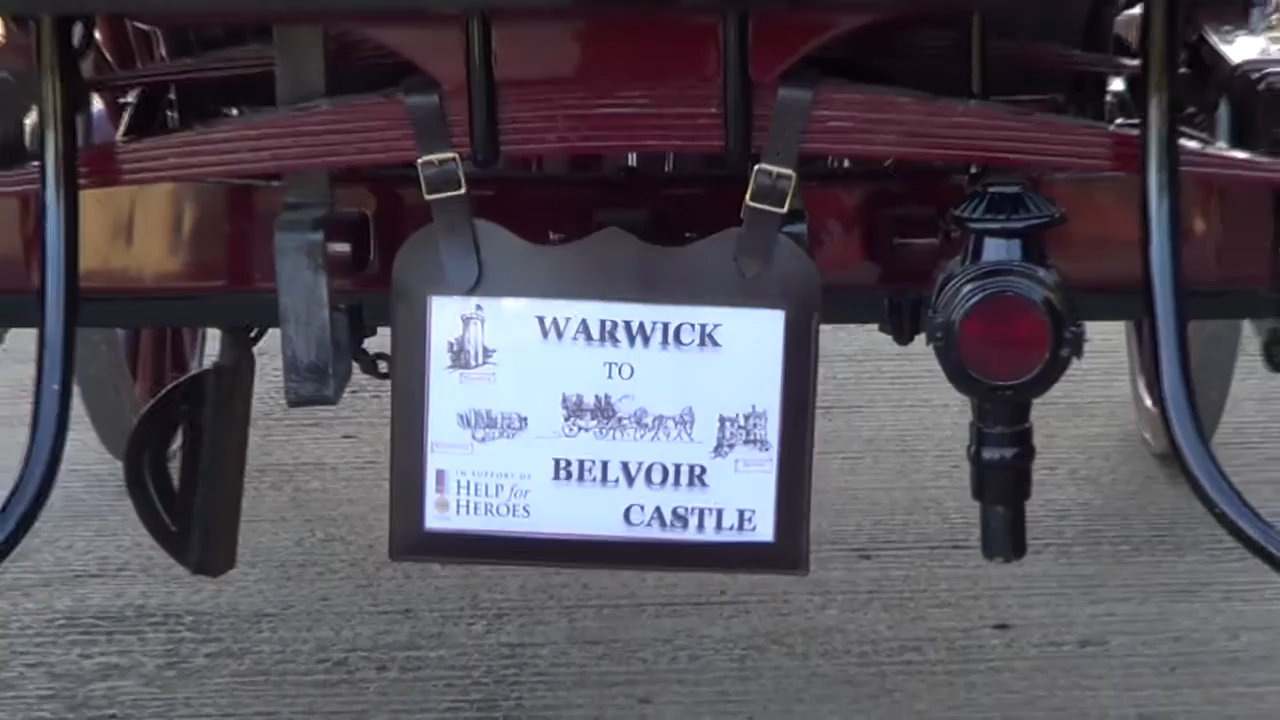 WARWICK
TO
BELVOIR
CASTLE
IN SUPPORT OF
HELP for
HEROES